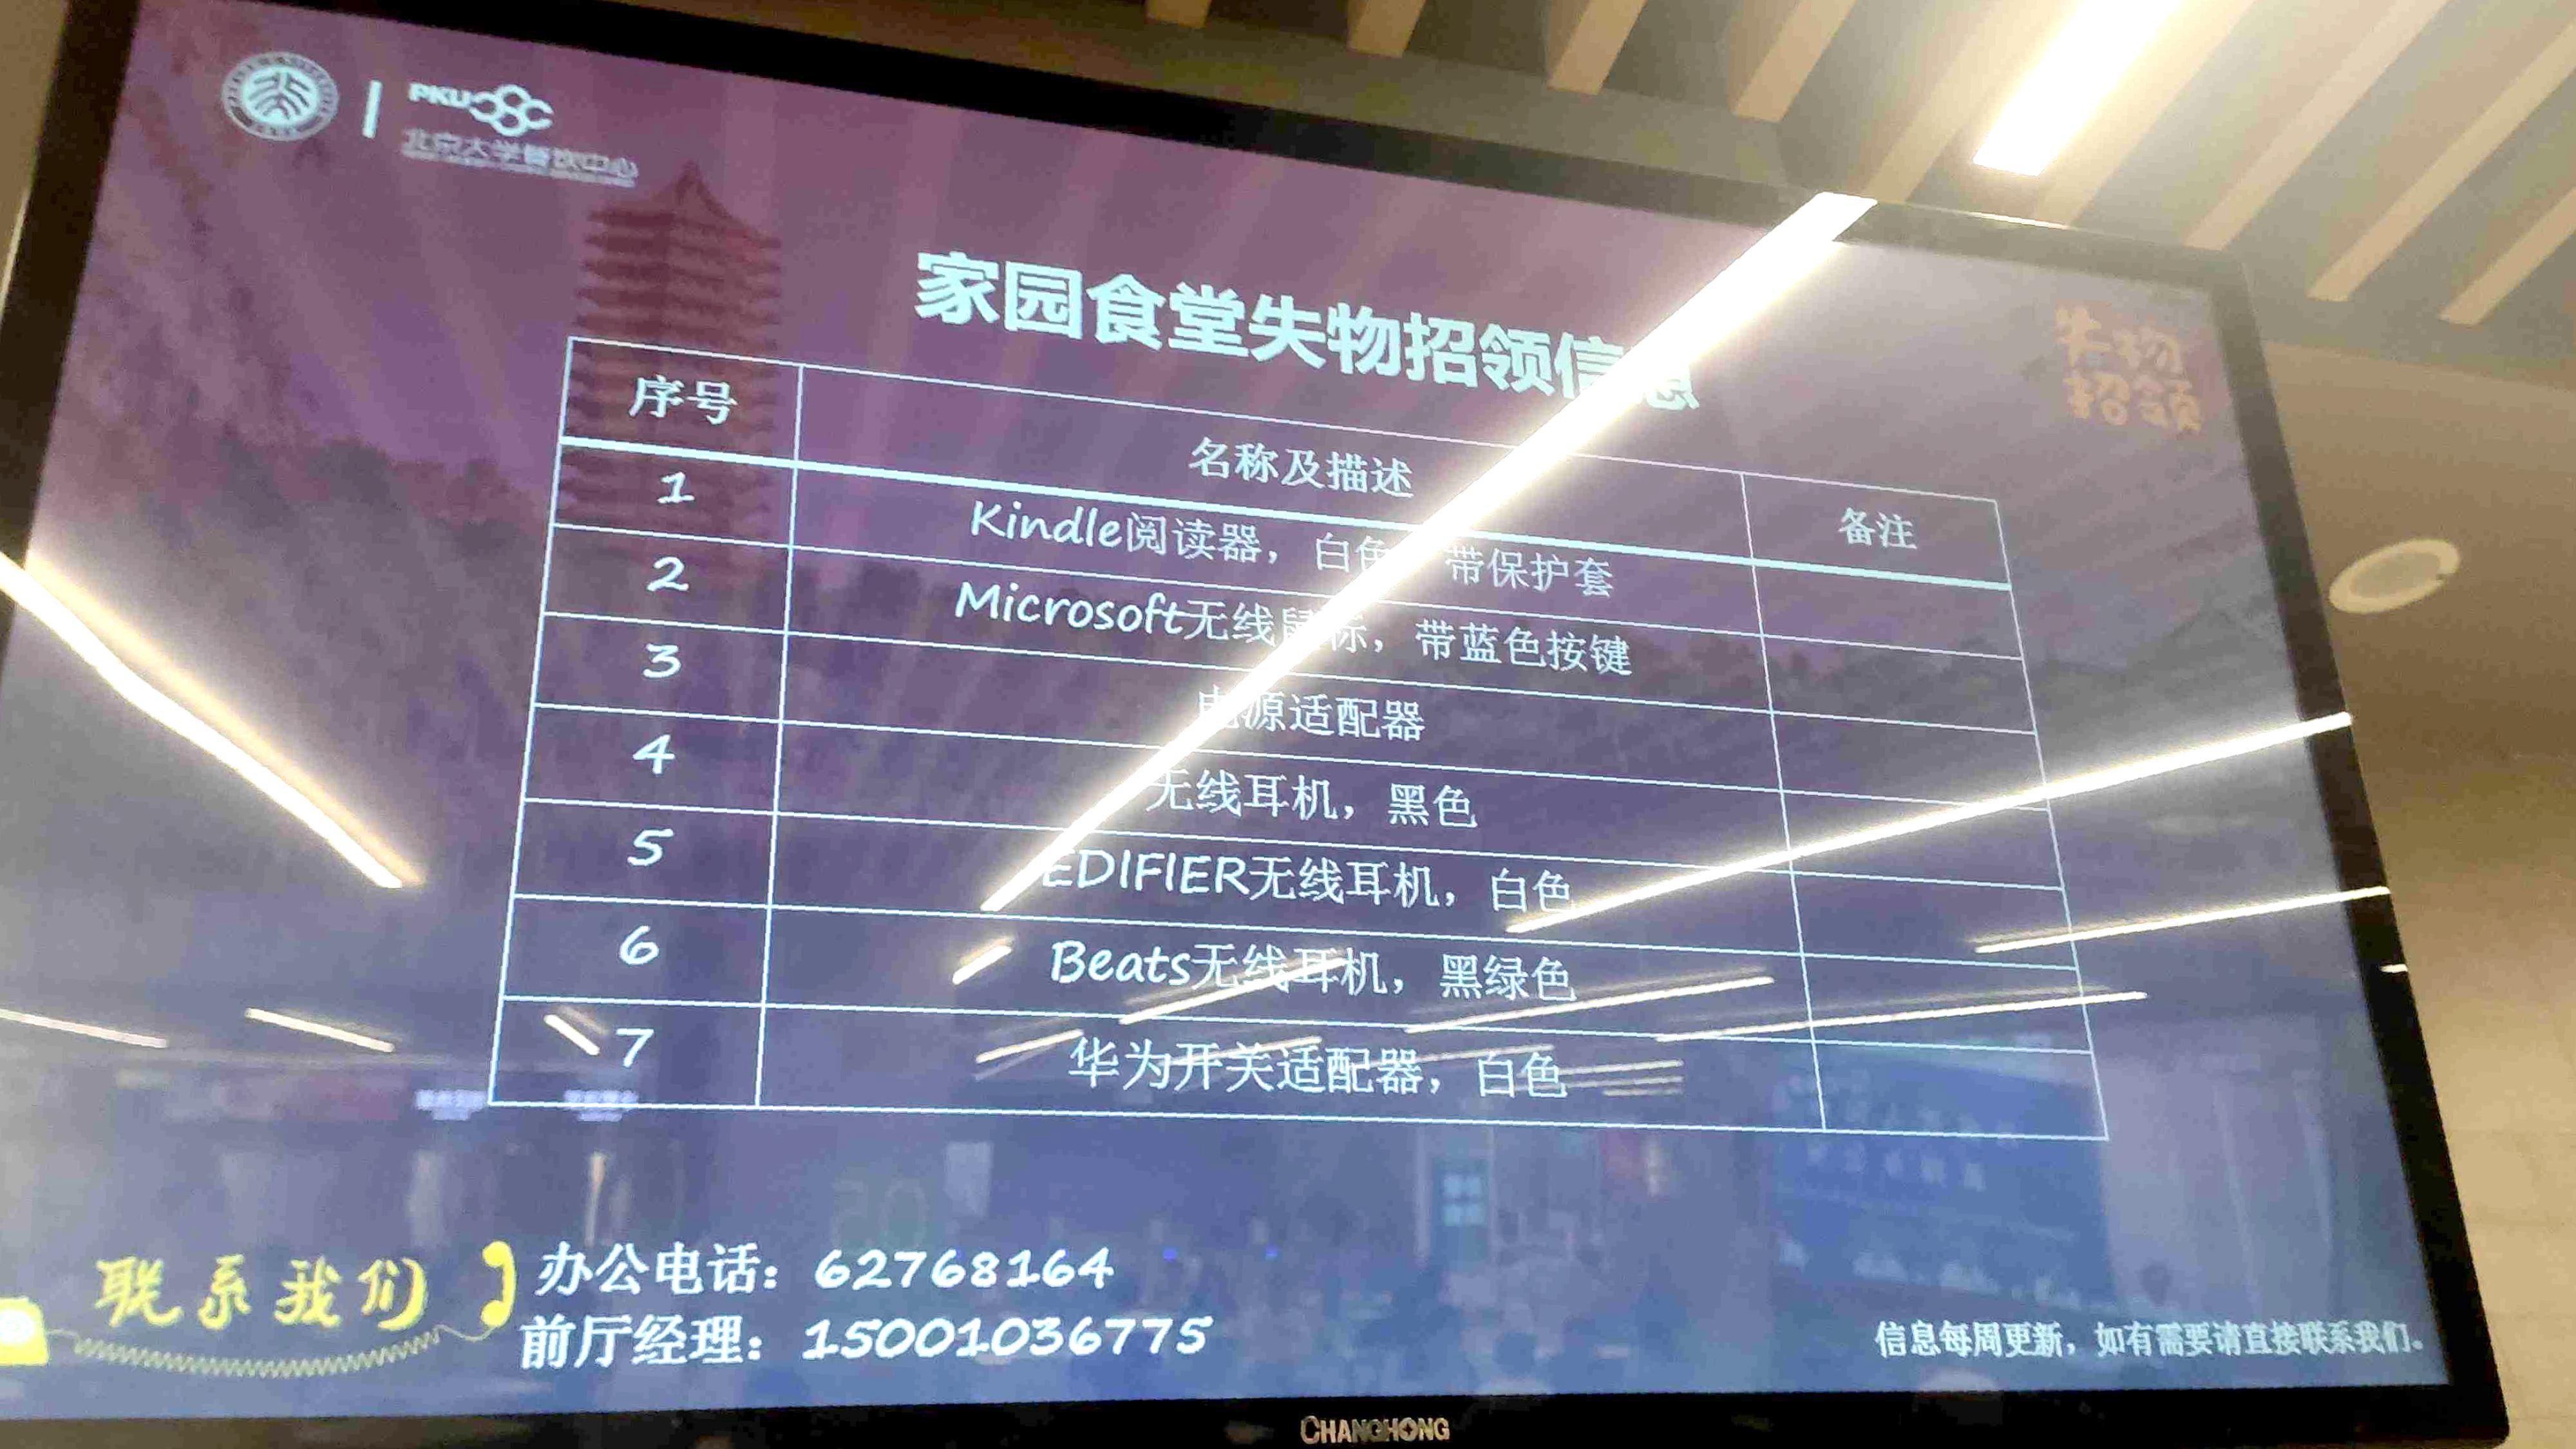 PKU
北京大学餐饮中心
失物
招领
家园食堂失物招领信息
序号 名称及描述 备注
1 Kindle阅读器，白色，带保护套
2 Microsoft无线鼠标，带蓝色按键
3 电源适配器
4 无线耳机，黑色
5 EDIFIER无线耳机，白色
6 Beats无线耳机，黑绿色
7 华为开关适配器，白色
联系我们
办公电话：62768164
前厅经理：15001036775
信息每周更新，如有需要请直接联系我们。
CHANGHONG